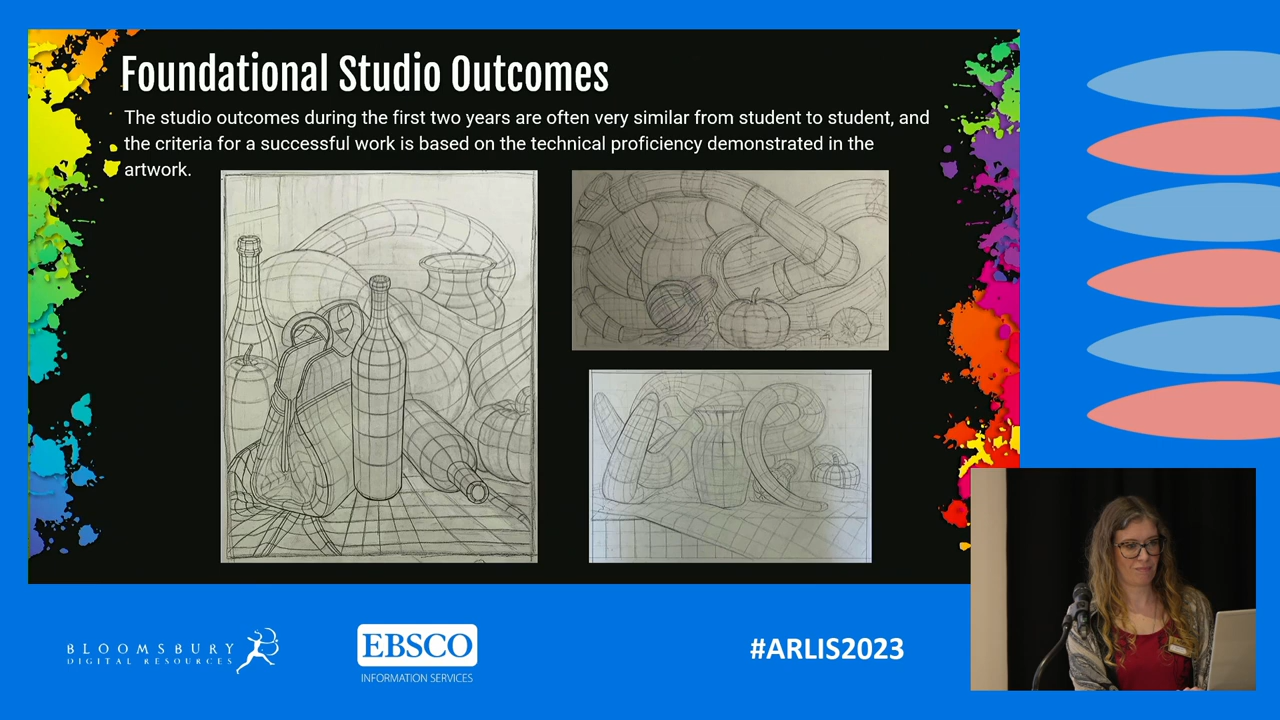 Foundational Studio Outcomes
The studio outcomes during the first two years are often very similar from student to student, and
the criteria for a successful work is based on the technical proficiency demonstrated in the
artwork.
BLOOMSBURY
DIGITAL RESOURCES
EBSCO
INFORMATION SERVICES
#ARLIS2023